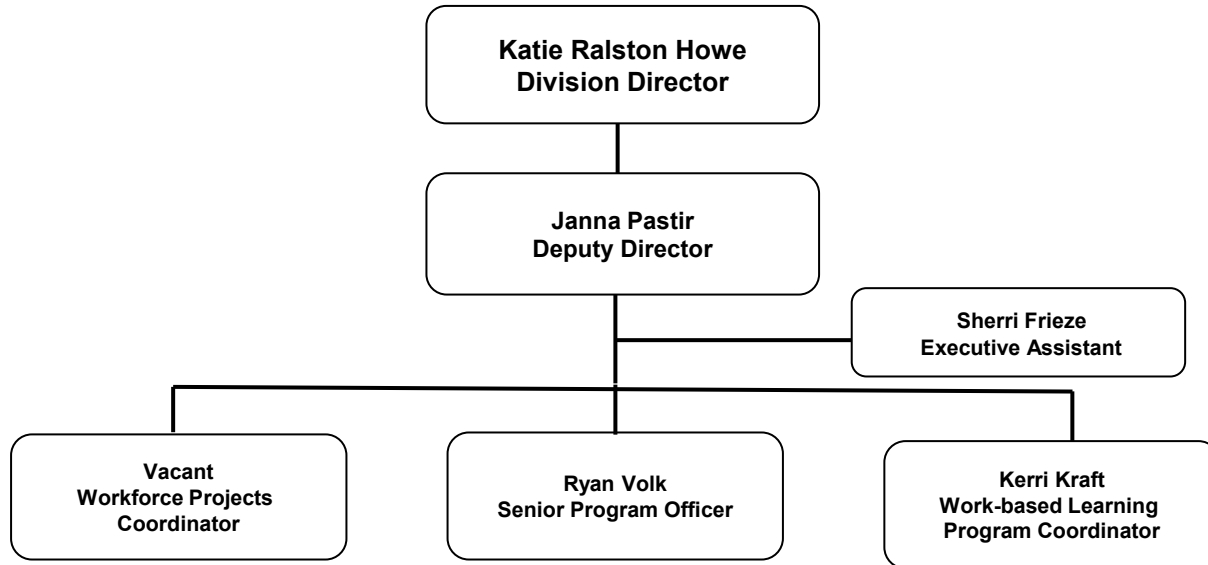 Katie Ralston Howe
Division Director
Janna Pastir
Deputy Director
Sherri Frieze
Executive Assistant
Vacant
Workforce Projects
Coordinator
Ryan Volk
Senior Program Officer
Kerri Kraft
Work-based Learning
Program Coordinator